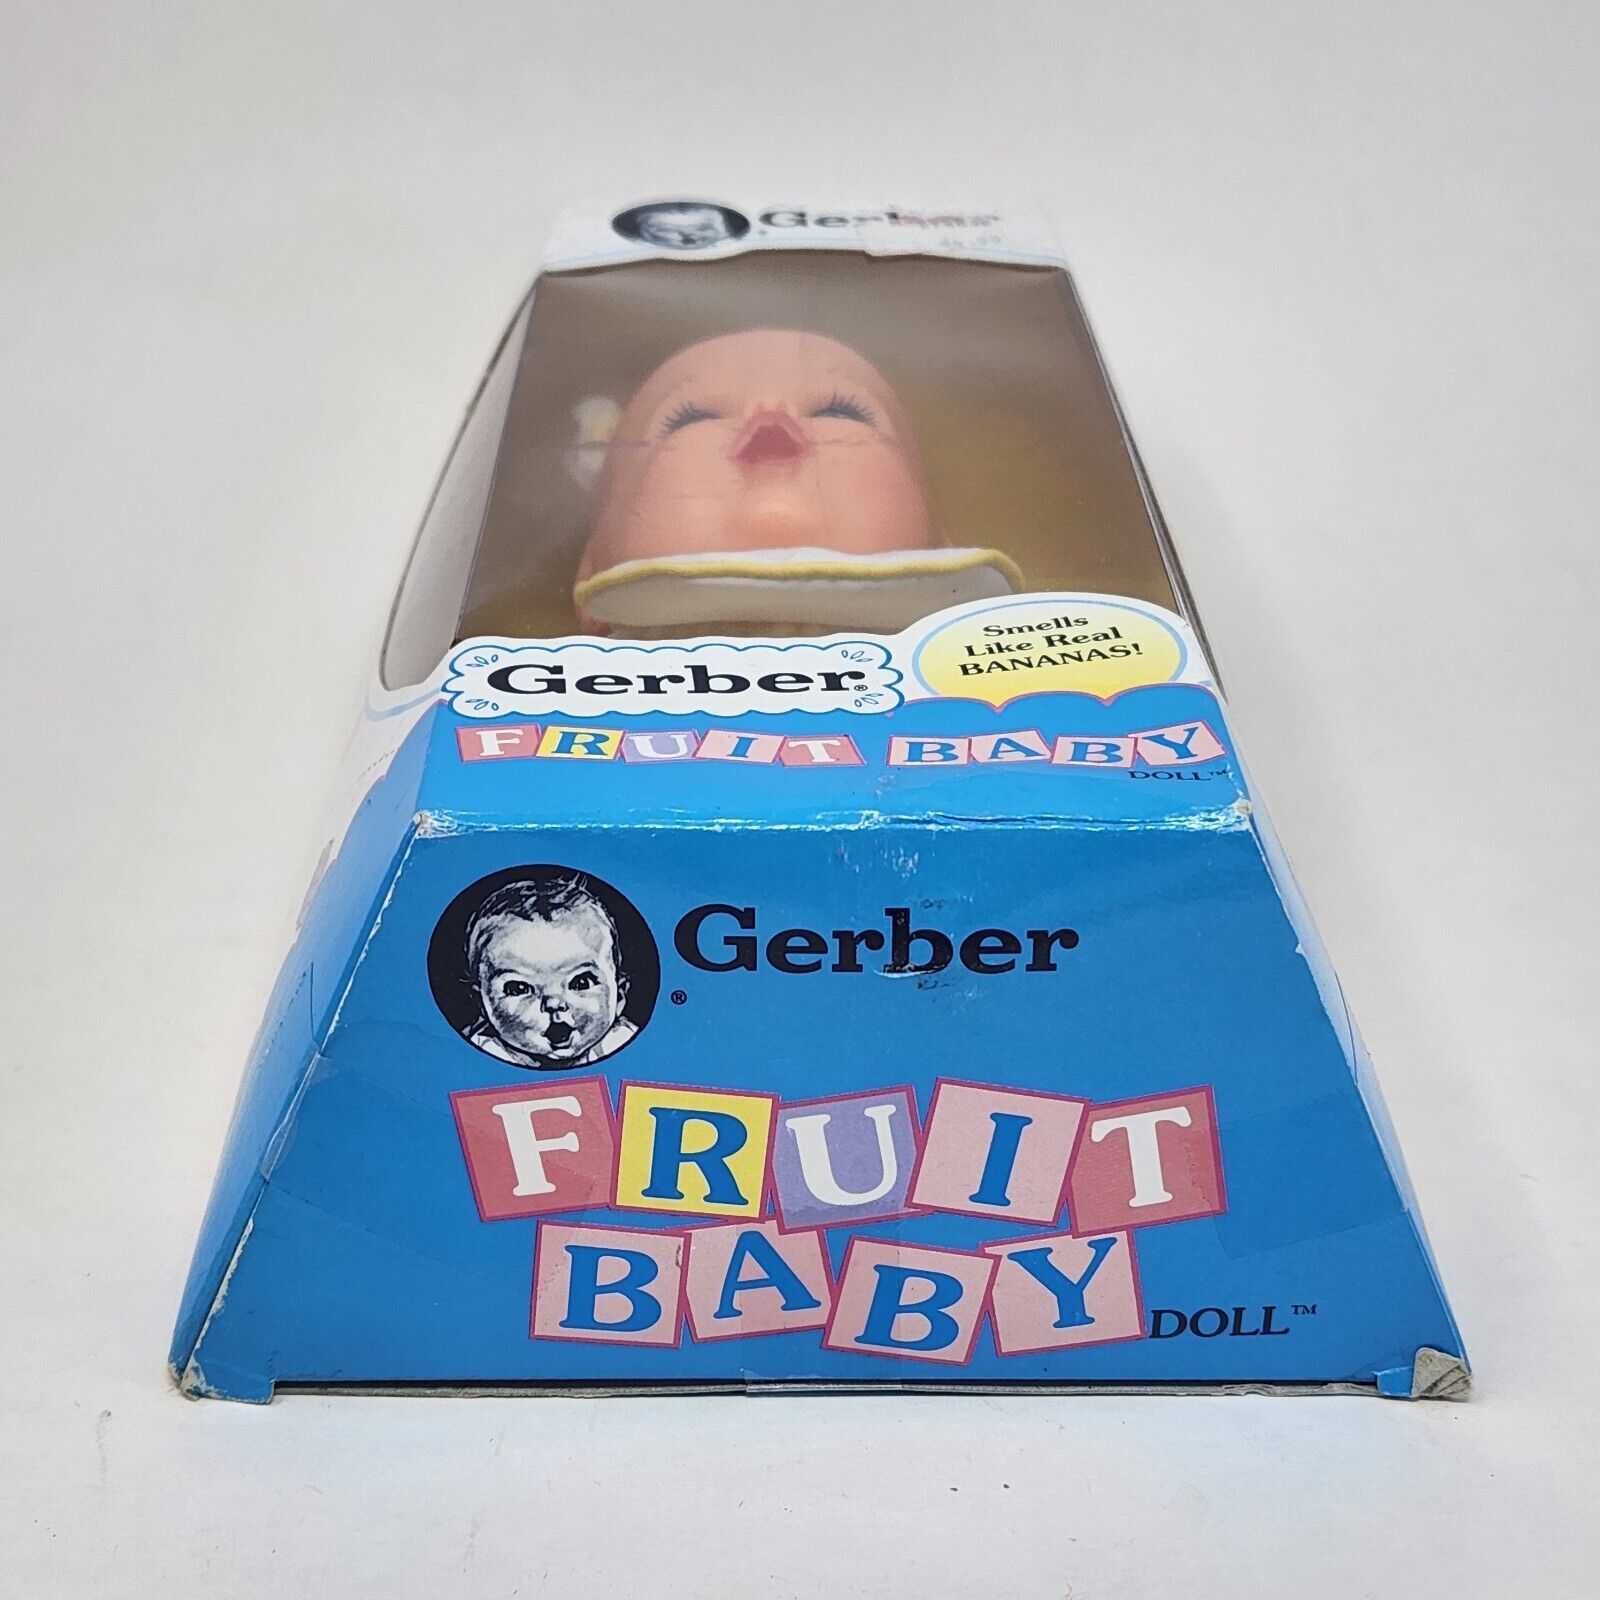 Gerber
Smells
Like Real
BANANAS!
Gerber®
FRUIT BABY
DOLL™
Gerber
®
FRUIT
BABY
DOLL™